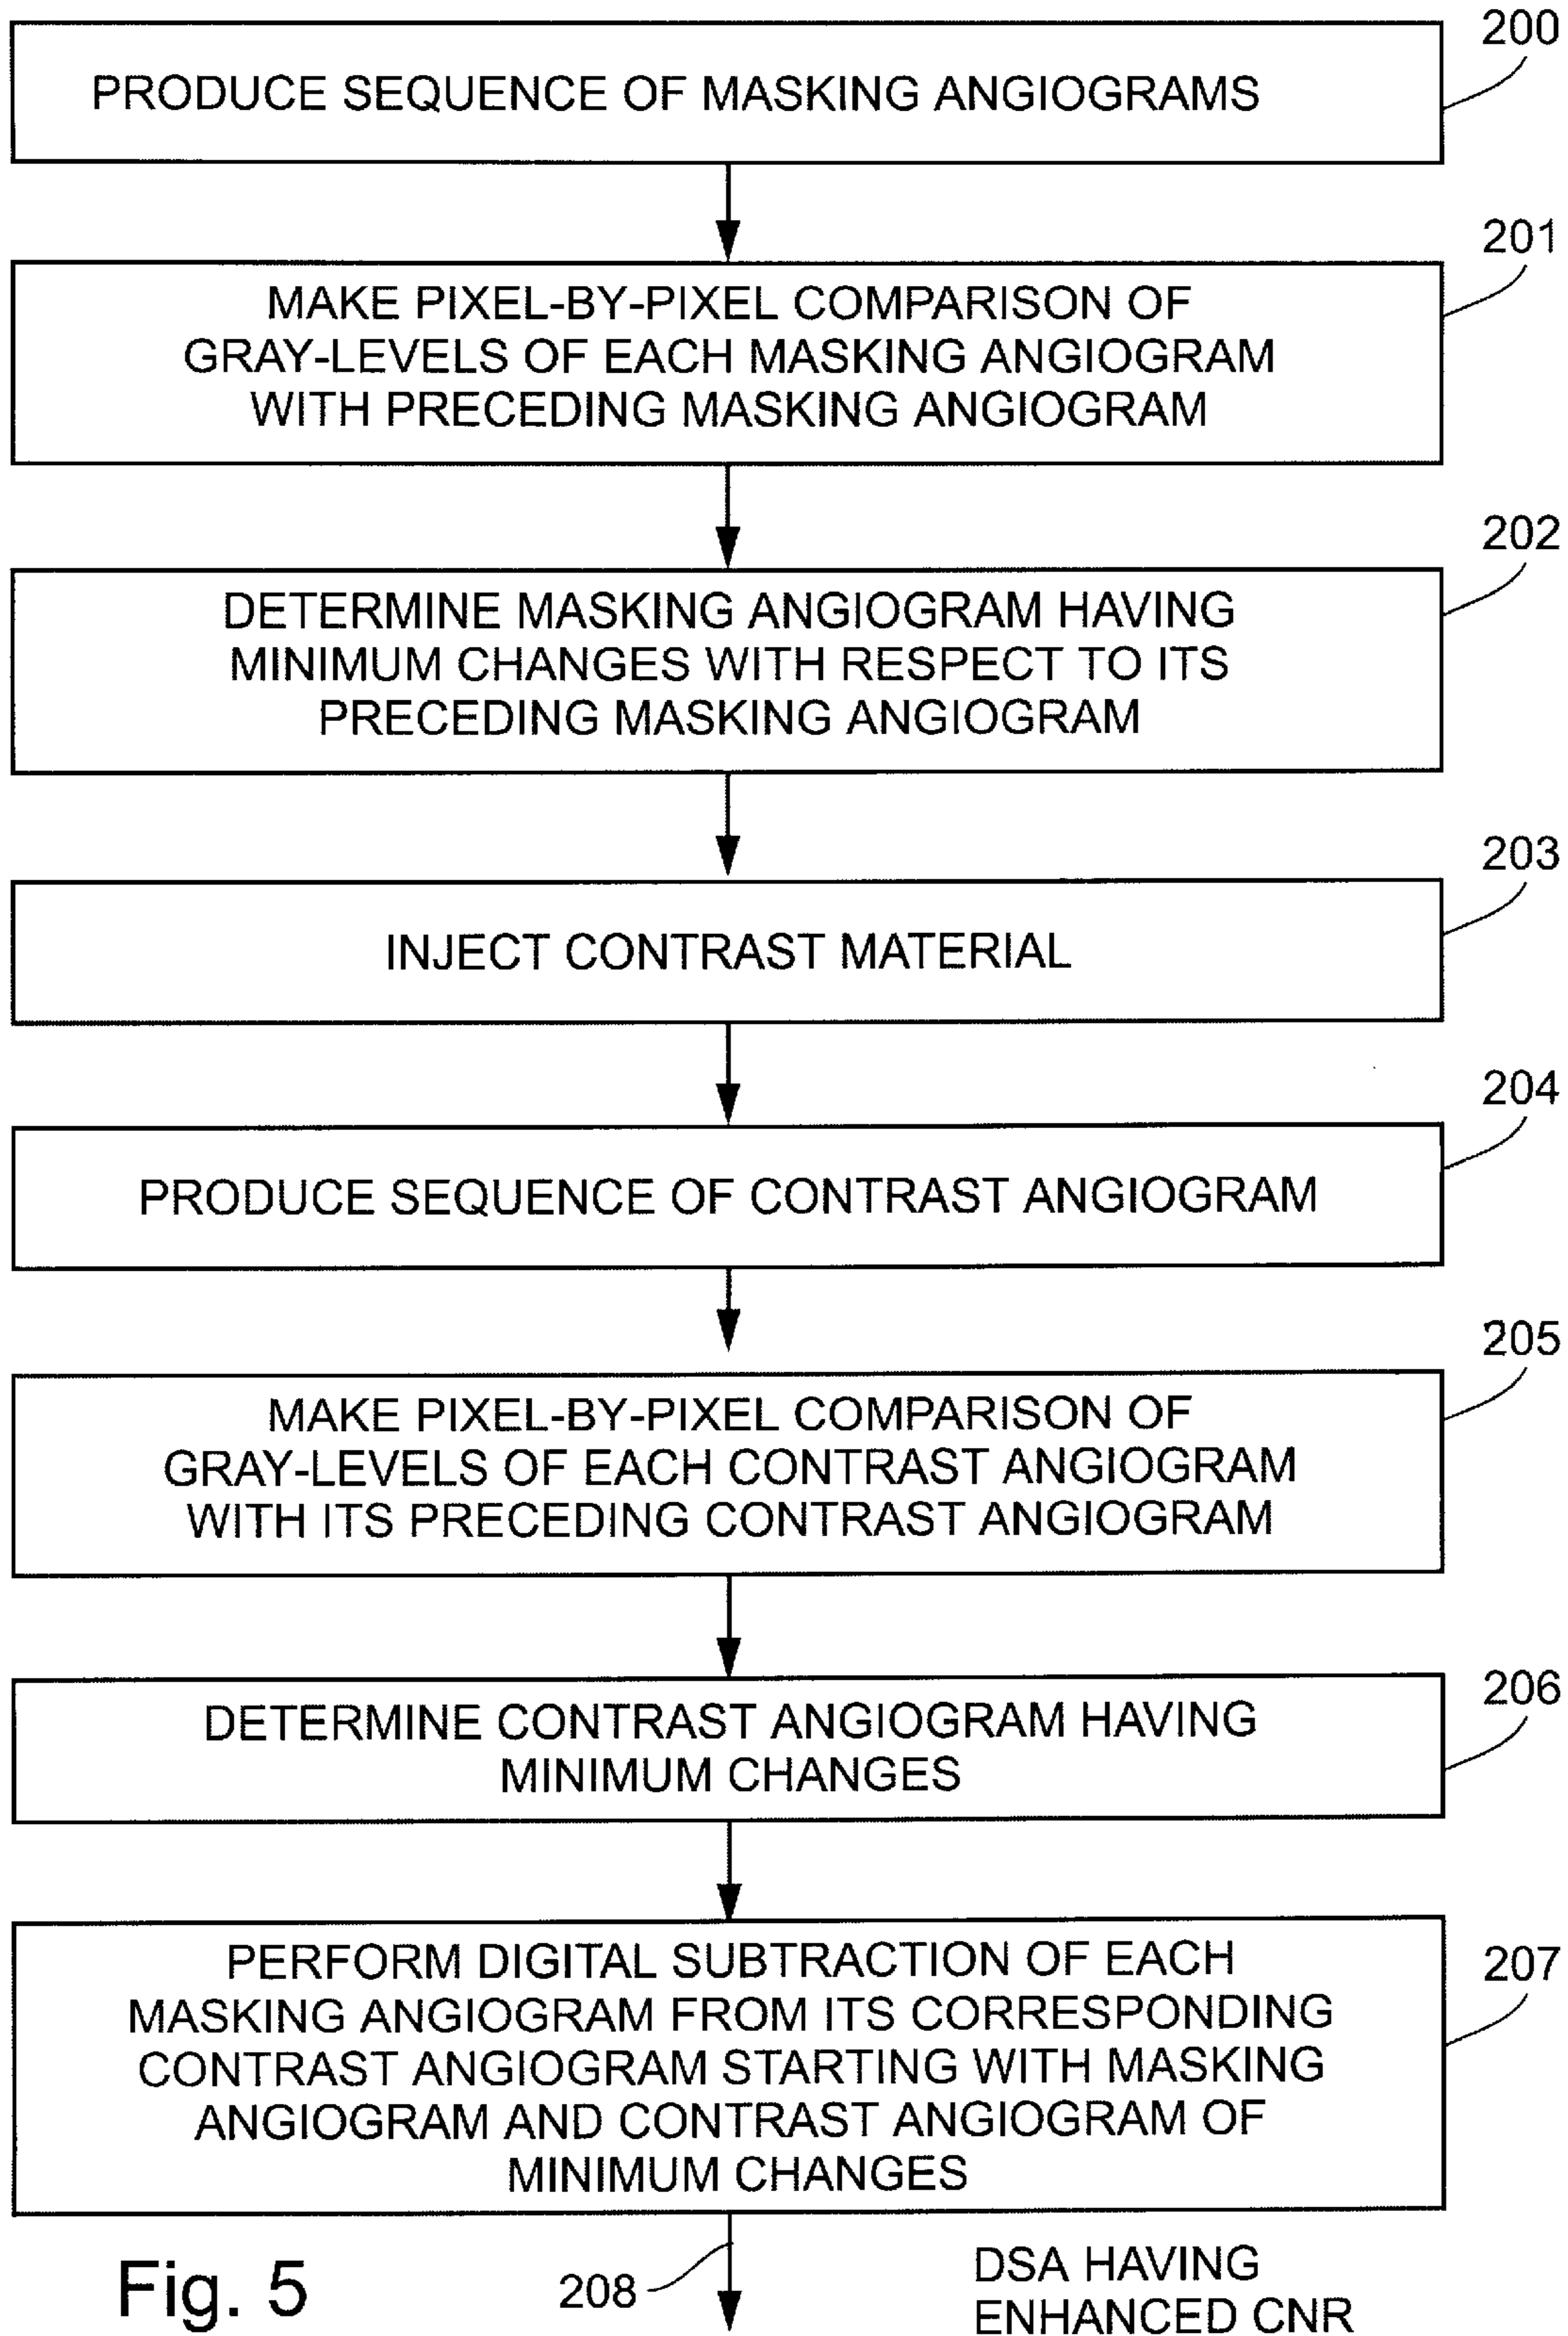 200
PRODUCE SEQUENCE OF MASKING ANGIOGRAMS
201
MAKE PIXEL-BY-PIXEL COMPARISON OF
GRAY-LEVELS OF EACH MASKING ANGIOGRAM
WITH PRECEDING MASKING ANGIOGRAM
202
DETERMINE MASKING ANGIOGRAM HAVING
MINIMUM CHANGES WITH RESPECT TO ITS
PRECEDING MASKING ANGIOGRAM
203
INJECT CONTRAST MATERIAL
204
PRODUCE SEQUENCE OF CONTRAST ANGIOGRAM
205
MAKE PIXEL-BY-PIXEL COMPARISON OF
GRAY-LEVELS OF EACH CONTRAST ANGIOGRAM
WITH ITS PRECEDING CONTRAST ANGIOGRAM
206
DETERMINE CONTRAST ANGIOGRAM HAVING
MINIMUM CHANGES
207
PERFORM DIGITAL SUBTRACTION OF EACH
MASKING ANGIOGRAM FROM ITS CORRESPONDING
CONTRAST ANGIOGRAM STARTING WITH MASKING
ANGIOGRAM AND CONTRAST ANGIOGRAM OF
MINIMUM CHANGES
Fig. 5
208
DSA HAVING
ENHANCED CNR